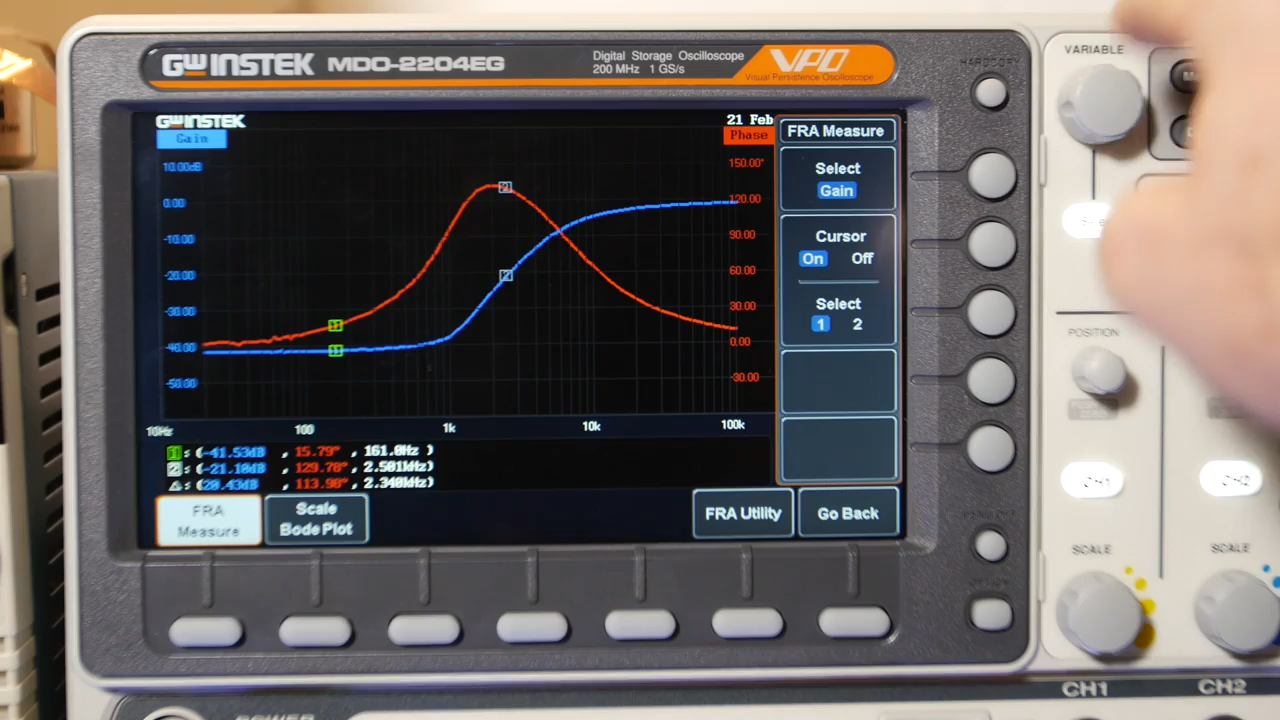 GWINSTEK MDO-2204EG
Digital Storage Oscilloscope
200 MHz 1 GS/s
VPO
Visual Persistence Oscilloscope
HARDCOPY
VARIABLE
GWINSTEK
21 Feb
Gain
Phase
10.00dB
0.00
-10.00
-20.00
-30.00
-40.00
-50.00
150.00°
120.00
90.00
60.00
30.00
0.00
-30.00
10Hz 100 1k 10k 100k
1 : (-41.53dB , 15.79° , 161.0Hz )
2 : (-21.10dB , 129.78° , 2.501kHz)
Δ : (20.43dB , 113.98° , 2.340kHz)
FRA Measure
Select
Gain
Cursor
On Off
Select
1 2
FRA
Measure
Scale
Bode Plot
FRA Utility
Go Back
POSITION
CH1
CH2
OPTION
SCALE
SCALE
CH1
CH2
POWER